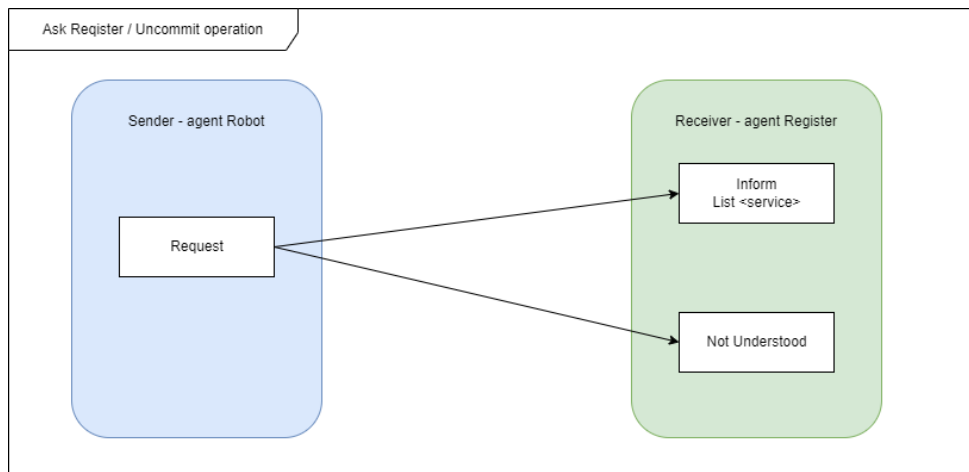 Ask Reqister / Uncommit operation
Sender - agent Robot
Receiver - agent Register
Inform
List <service>
Request
Not Understood